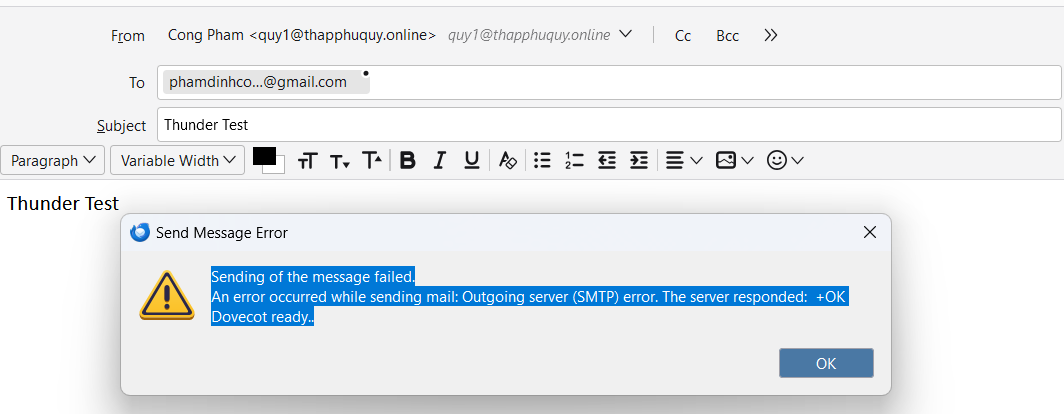 From Cong Pham <quy1@thapphuquy.online> quy1@thapphuquy.online Cc Bcc
To phamdinhco...@gmail.com
Subject Thunder Test
Paragraph Variable Width
Thunder Test
Send Message Error
Sending of the message failed.
An error occurred while sending mail: Outgoing server (SMTP) error. The server responded:  +OK
Dovecot ready..
OK